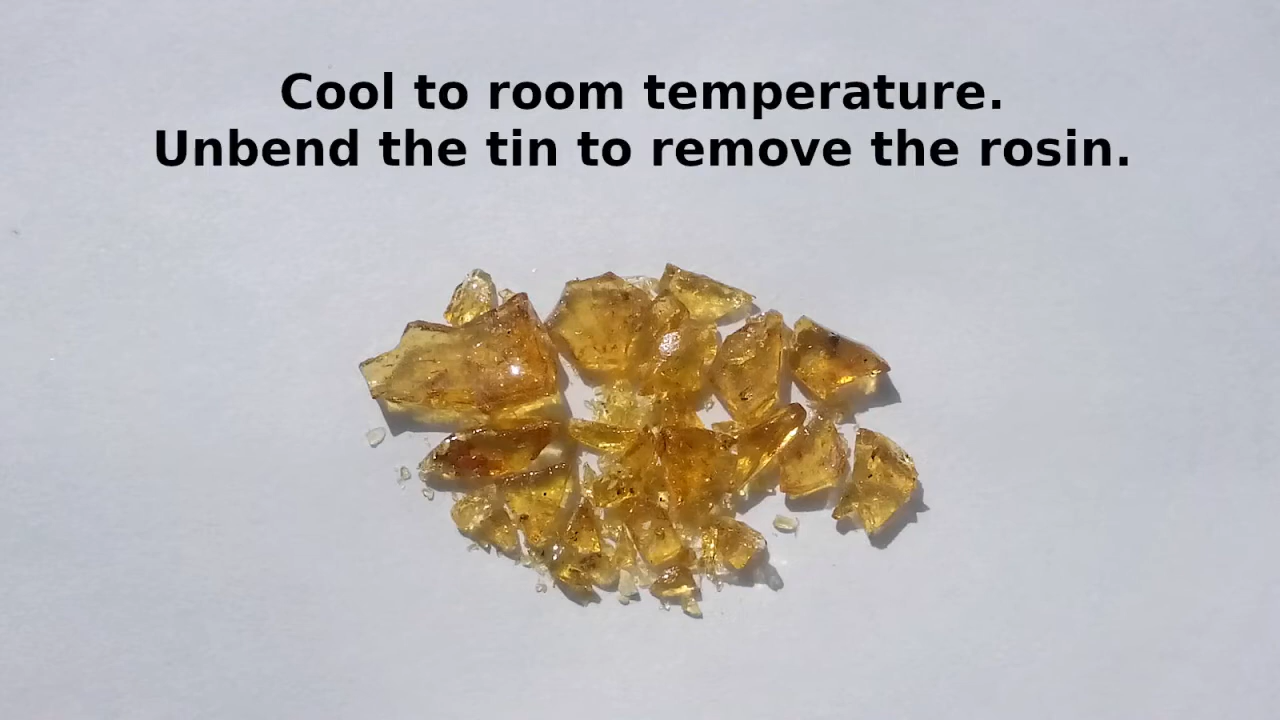 Cool to room temperature.
Unbend the tin to remove the rosin.